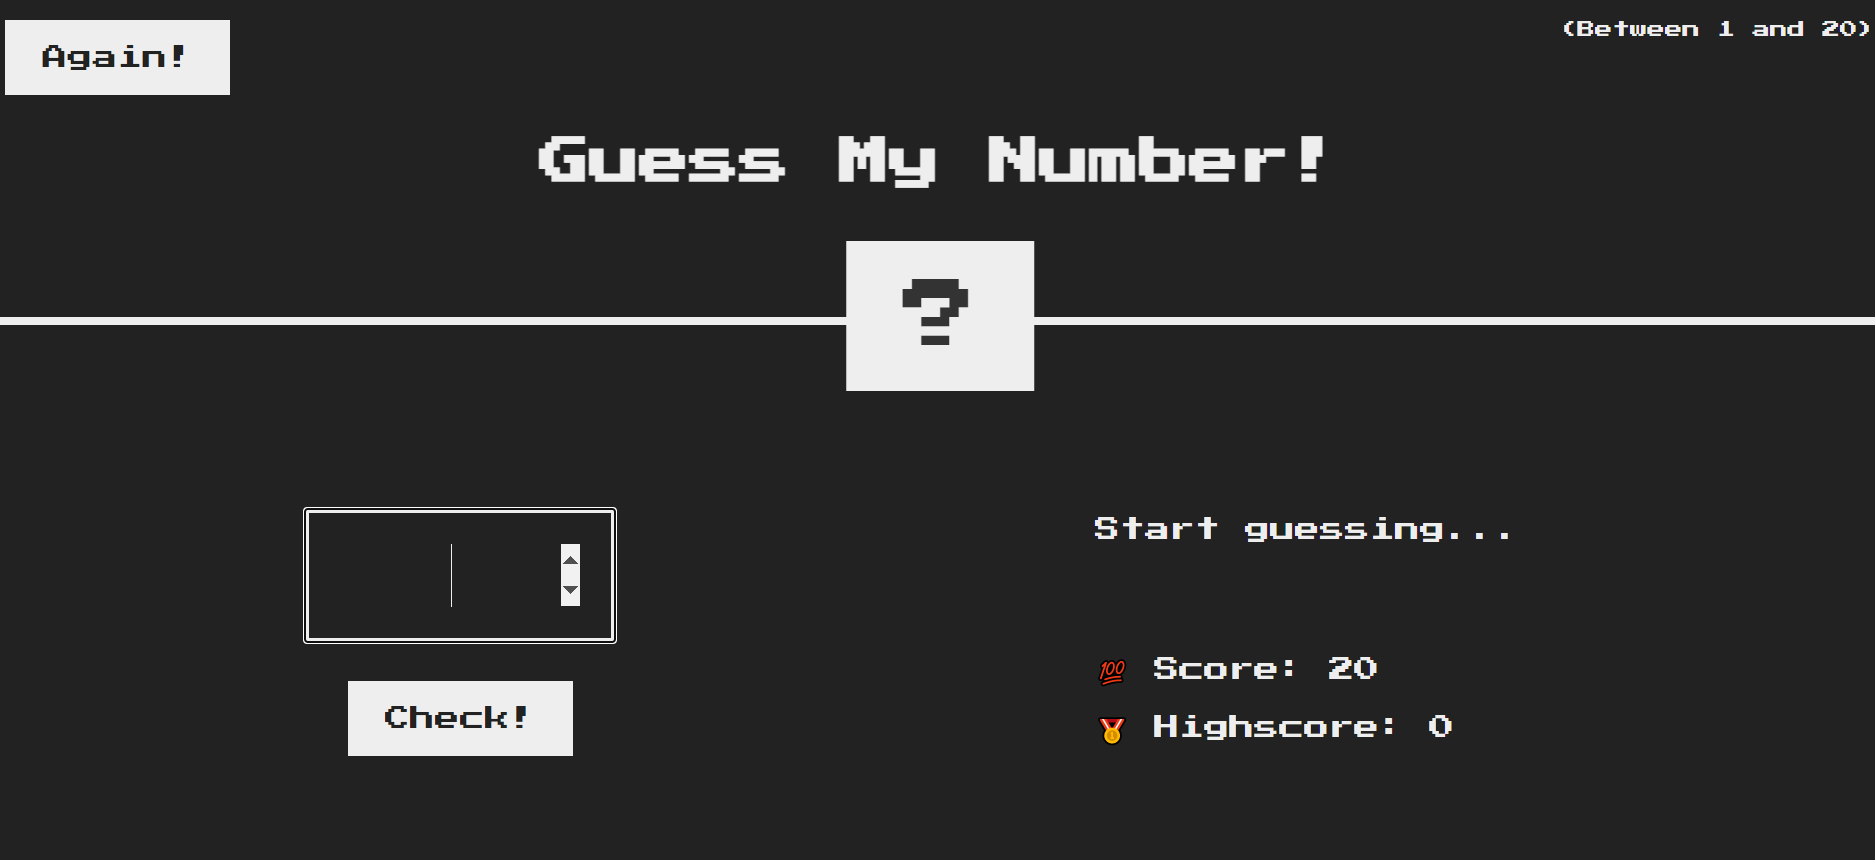 Again!
(Between 1 and 20)
Guess My Number!
?
Start guessing...
Check!
💯 Score: 20
🥇 Highscore: 0